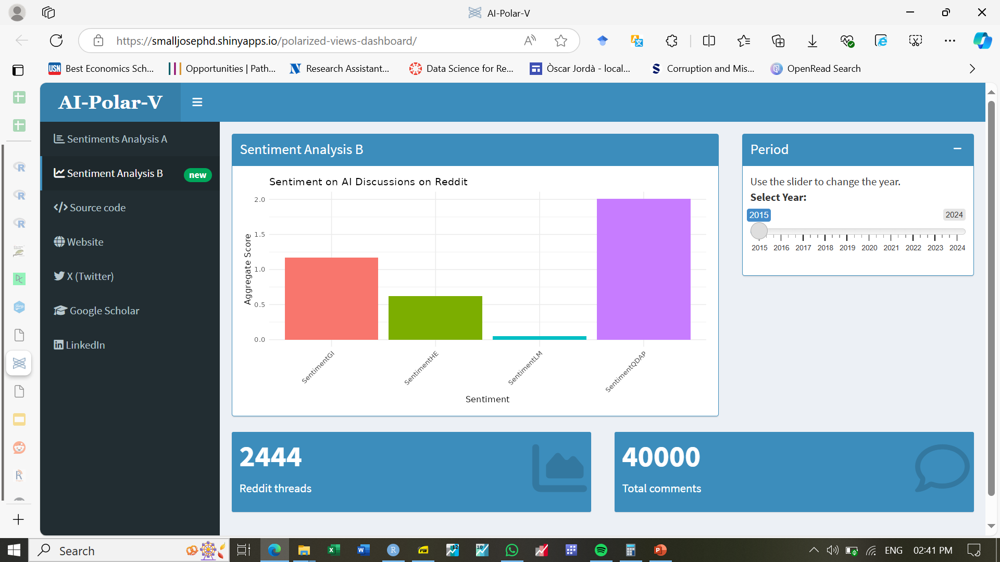 AI-Polar-V
https://smalljosephd.shinyapps.io/polarized-views-dashboard/
USN Best Economics Sch...
Opportunities | Path...
Research Assistant...
Data Science for Re...
Òscar Jordà - local...
Corruption and Mis...
OpenRead Search
AI-Polar-V
Sentiments Analysis A
Sentiment Analysis B
new
Source code
Website
X (Twitter)
Google Scholar
LinkedIn
Sentiment Analysis B
Sentiment on AI Discussions on Reddit
Aggregate Score
2.0
1.5
1.0
0.5
0.0
SentimentGI
SentimentHE
SentimentLM
SentimentQDAP
Sentiment
Period
Use the slider to change the year.
Select Year:
2015
2024
2015 2016 2017 2018 2019 2020 2021 2022 2023 2024
2444
Reddit threads
40000
Total comments
Search
ENG
02:41 PM